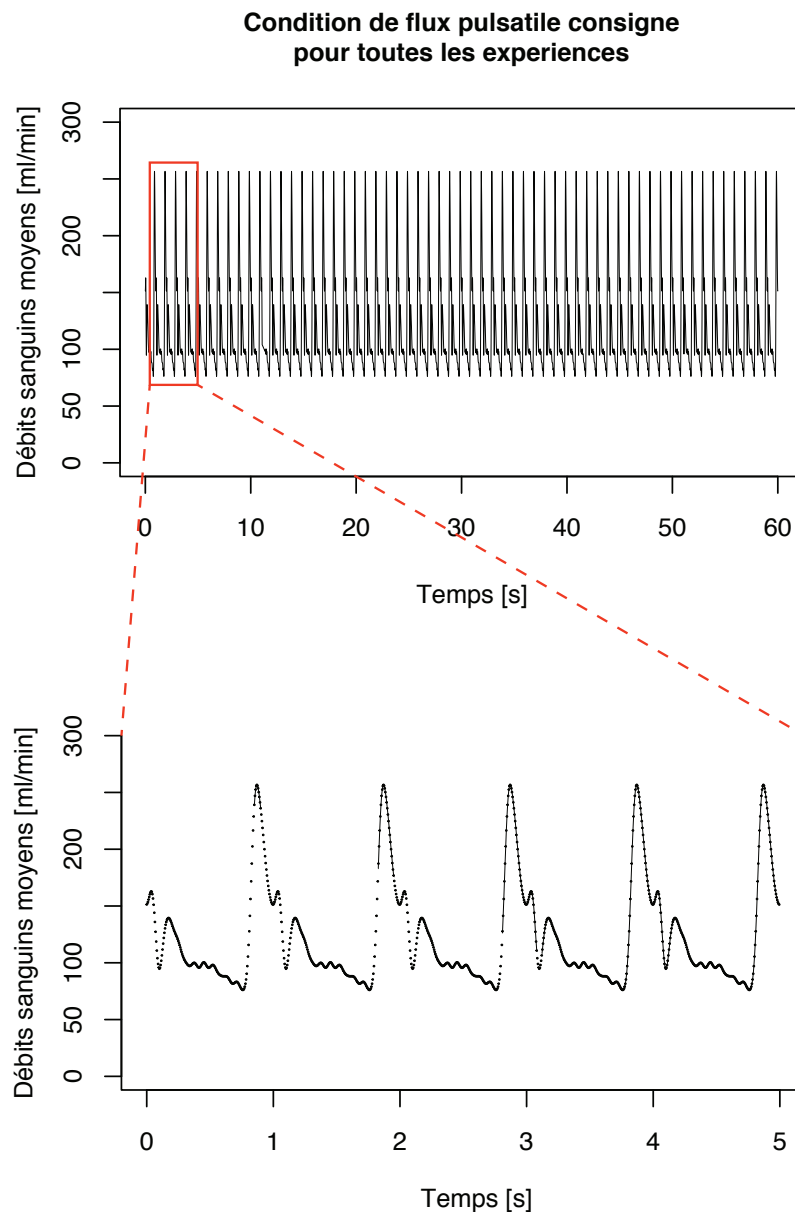 Condition de flux pulsatile consigne
pour toutes les experiences
Débits sanguins moyens [ml/min]
300
200
100
50
0
0 10 20 30 40 50 60
Temps [s]
Débits sanguins moyens [ml/min]
300
200
100
50
0
0 1 2 3 4 5
Temps [s]